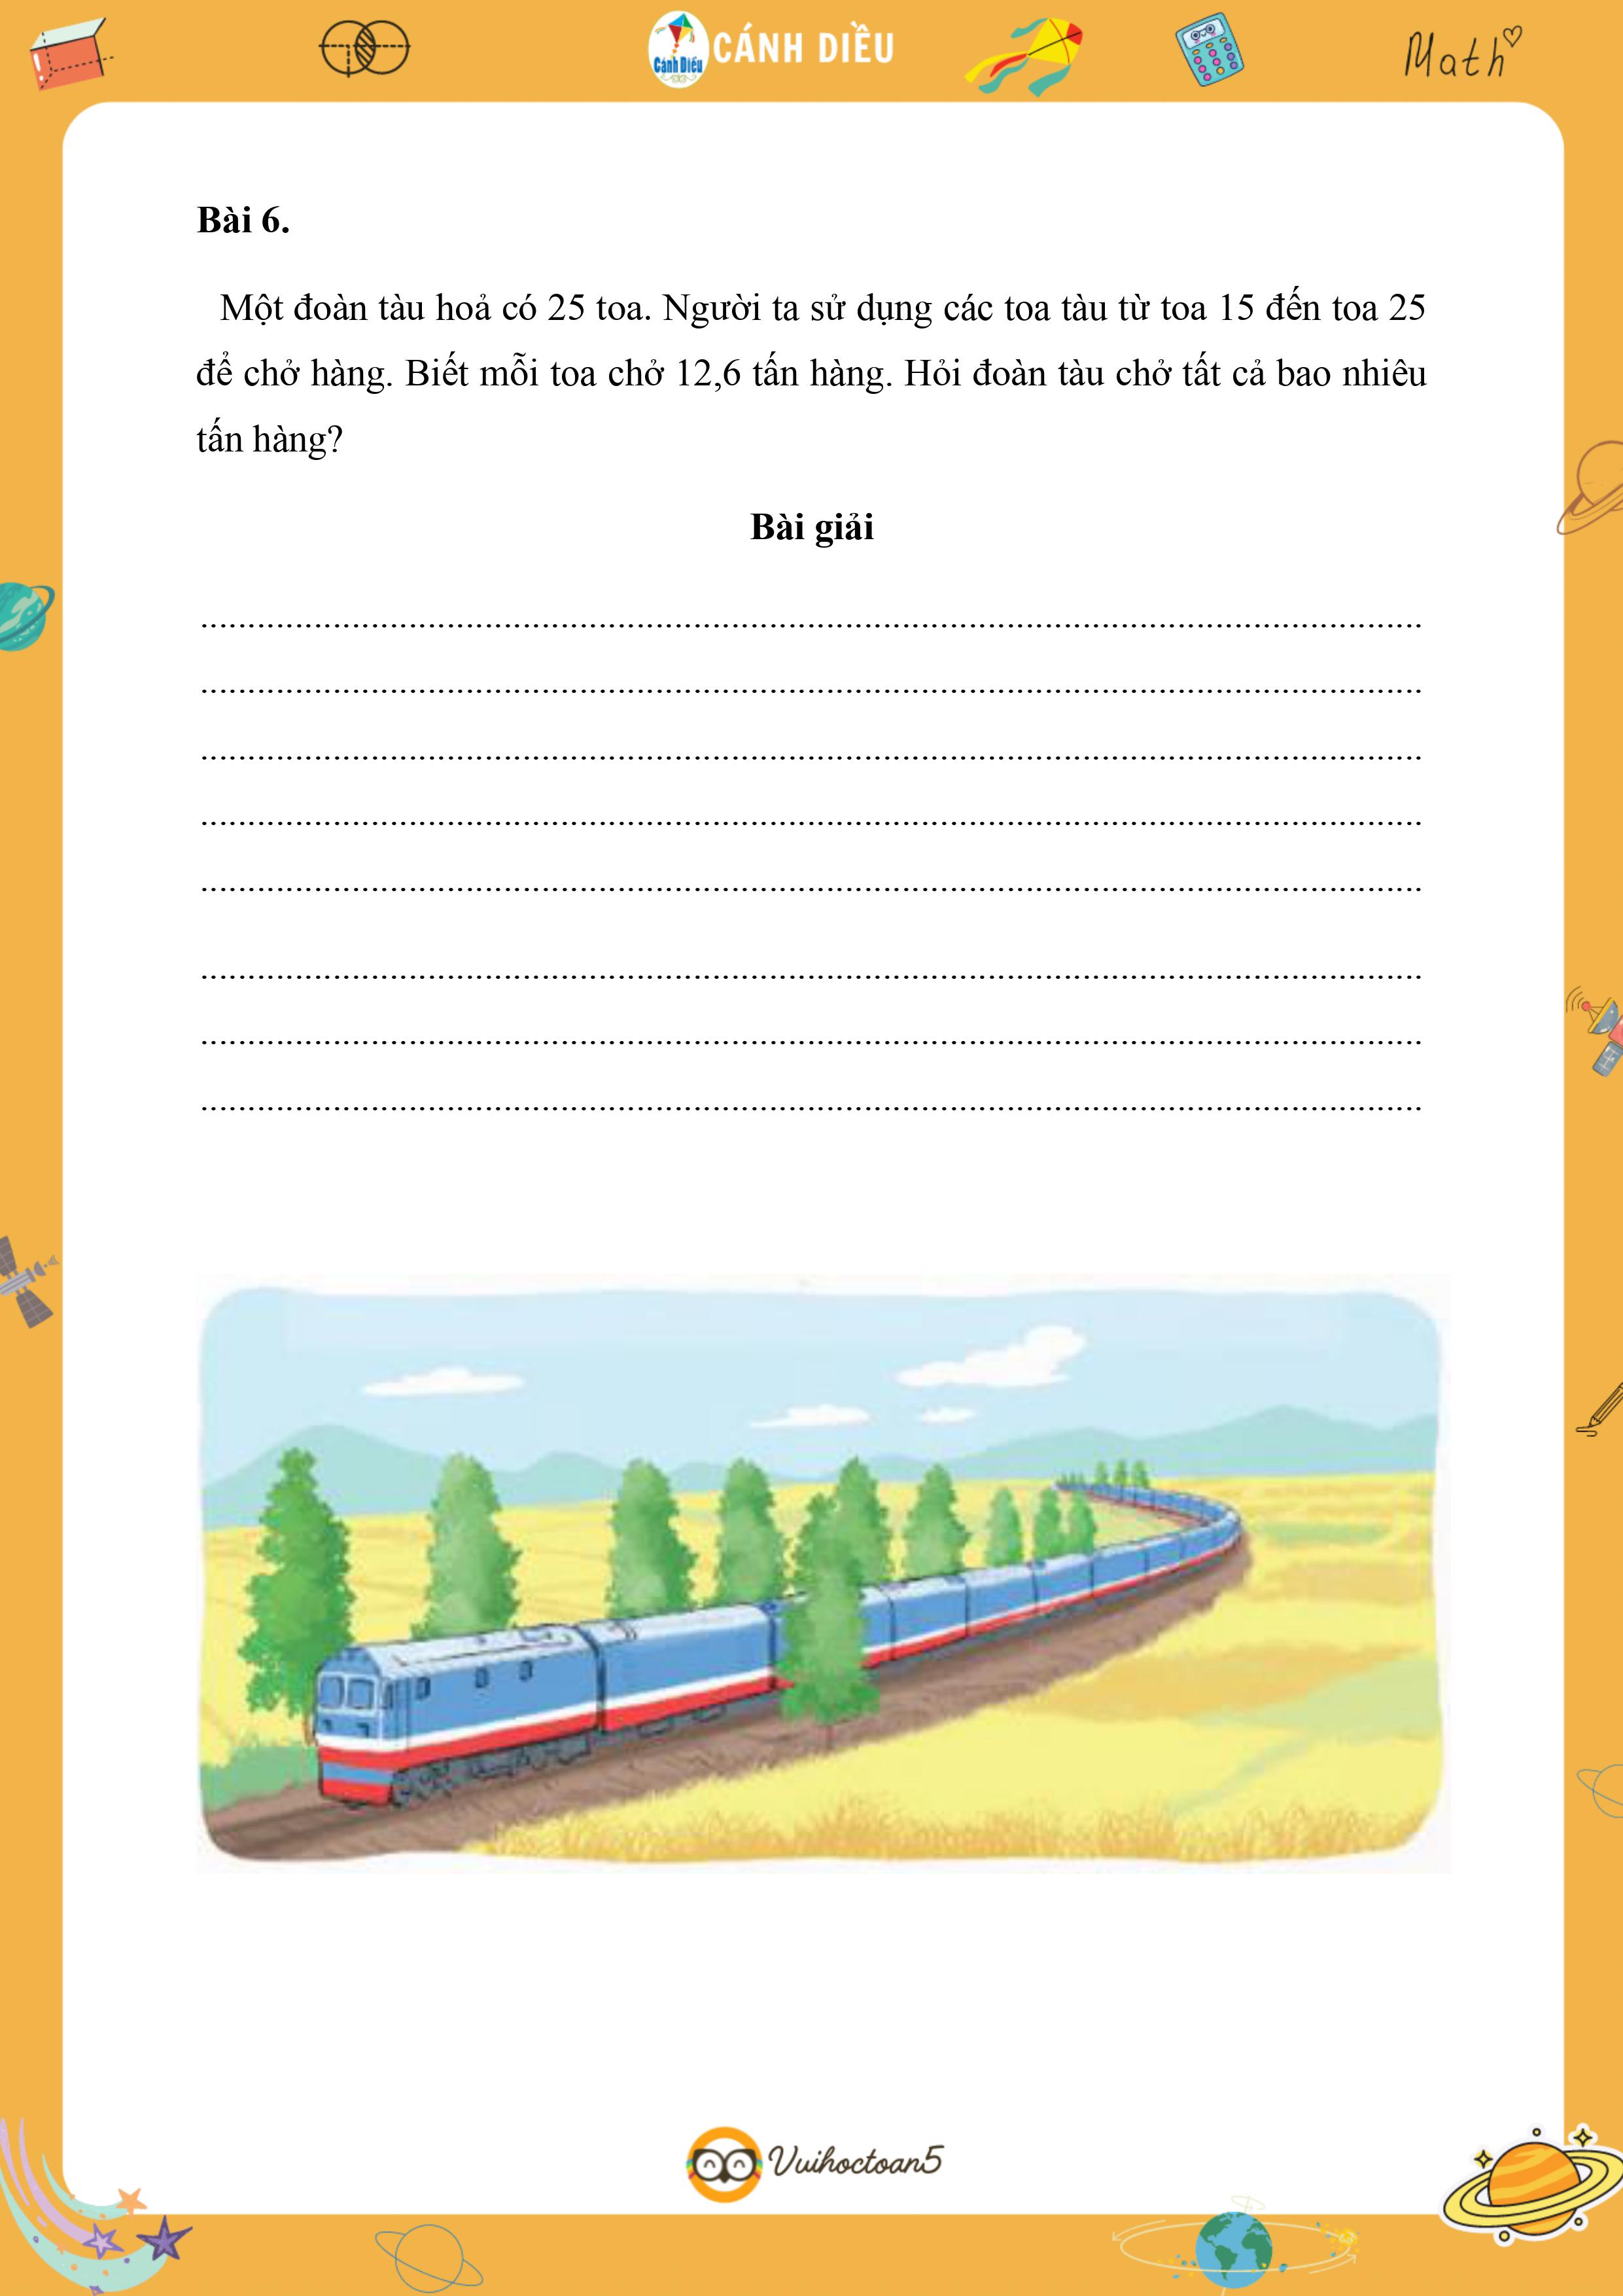 Cánh Diều
CÁNH DIỀU
Math
Bài 6.
Một đoàn tàu hoả có 25 toa. Người ta sử dụng các toa tàu từ toa 15 đến toa 25
để chở hàng. Biết mỗi toa chở 12,6 tấn hàng. Hỏi đoàn tàu chở tất cả bao nhiêu
tấn hàng?
Bài giải
Vuihoctoan5